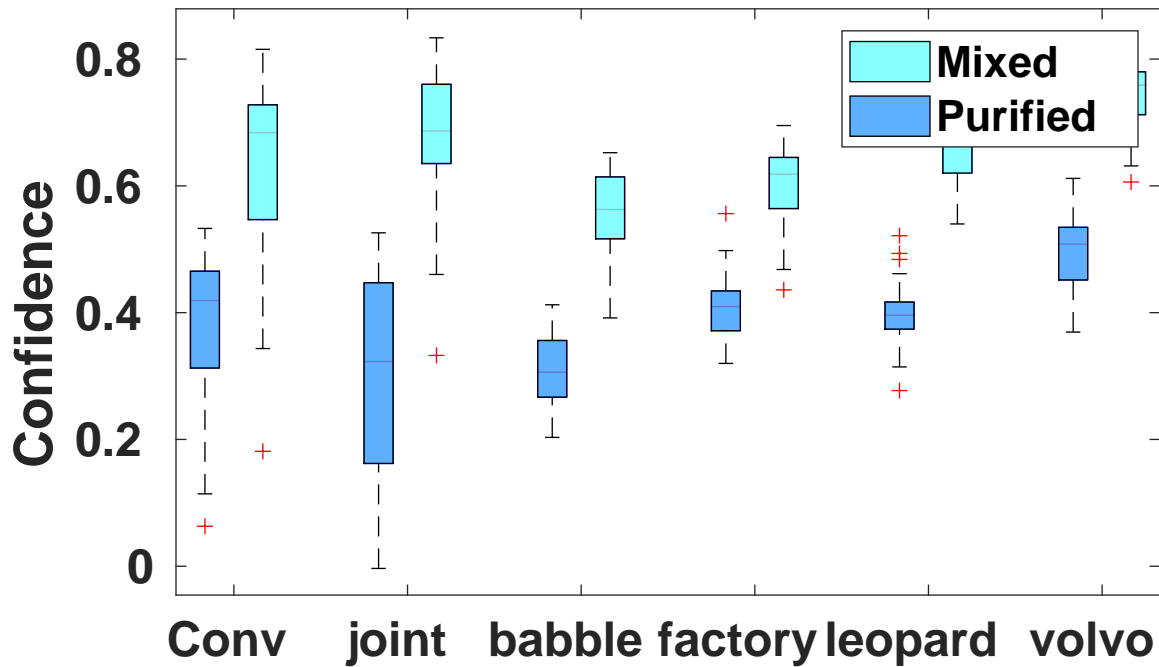 Confidence
0.8
0.6
0.4
0.2
0
Mixed
Purified
Conv joint babble factory leopard volvo